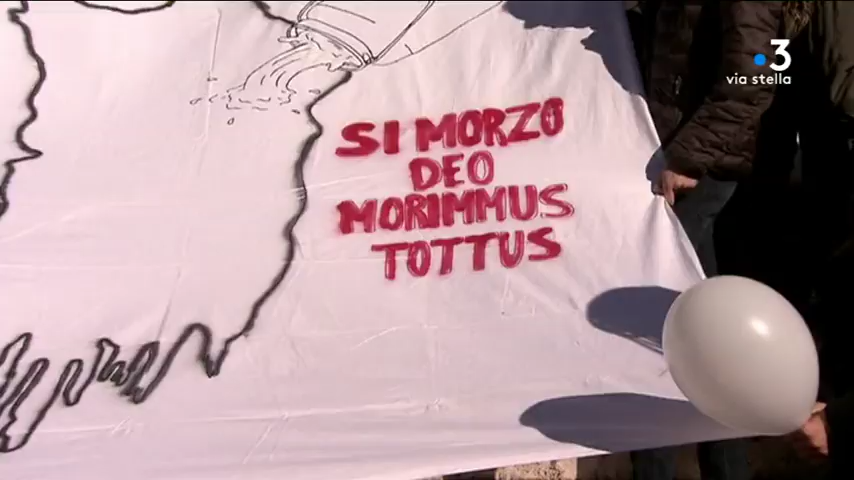 SI MORZO
DEO
MORIMMUS
TOTTUS
3
via stella